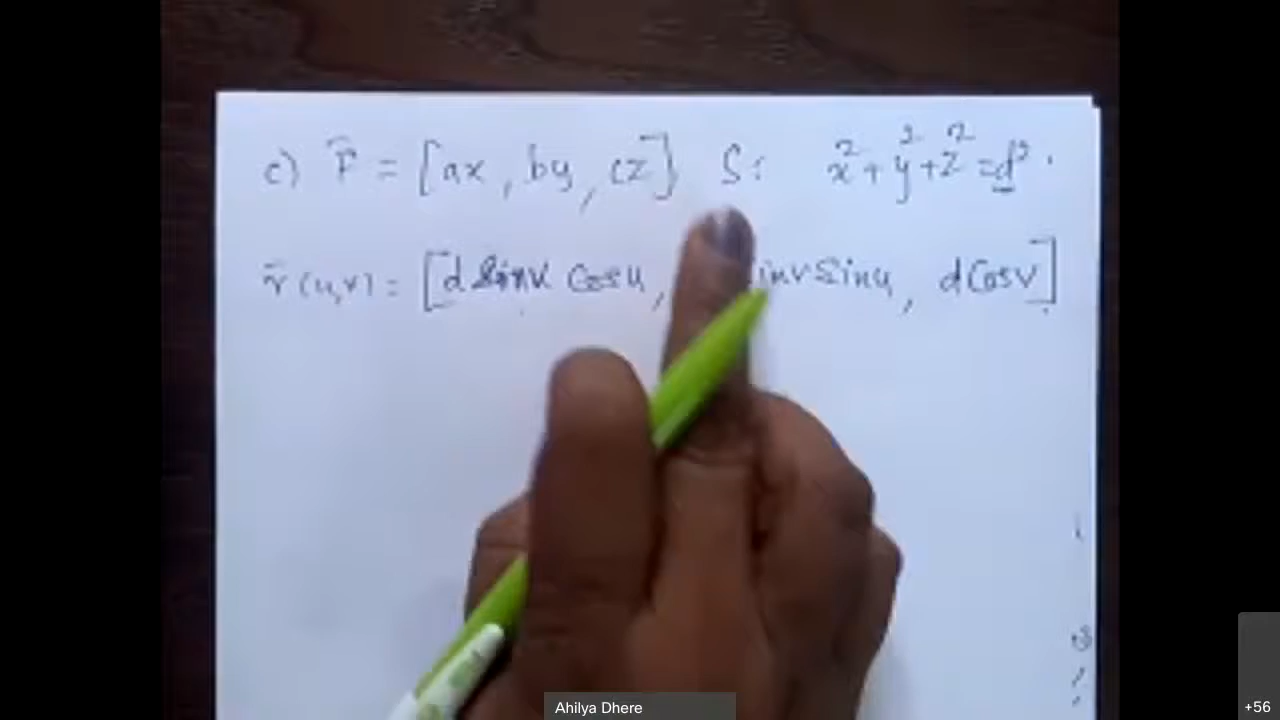 c) F̄ = [ax, by, cz] S: x² + y² + z² = d².
r̄(u,v) = [d sinv Cosu, inv Sinu, d Cosv]
Ahilya Dhere
+56